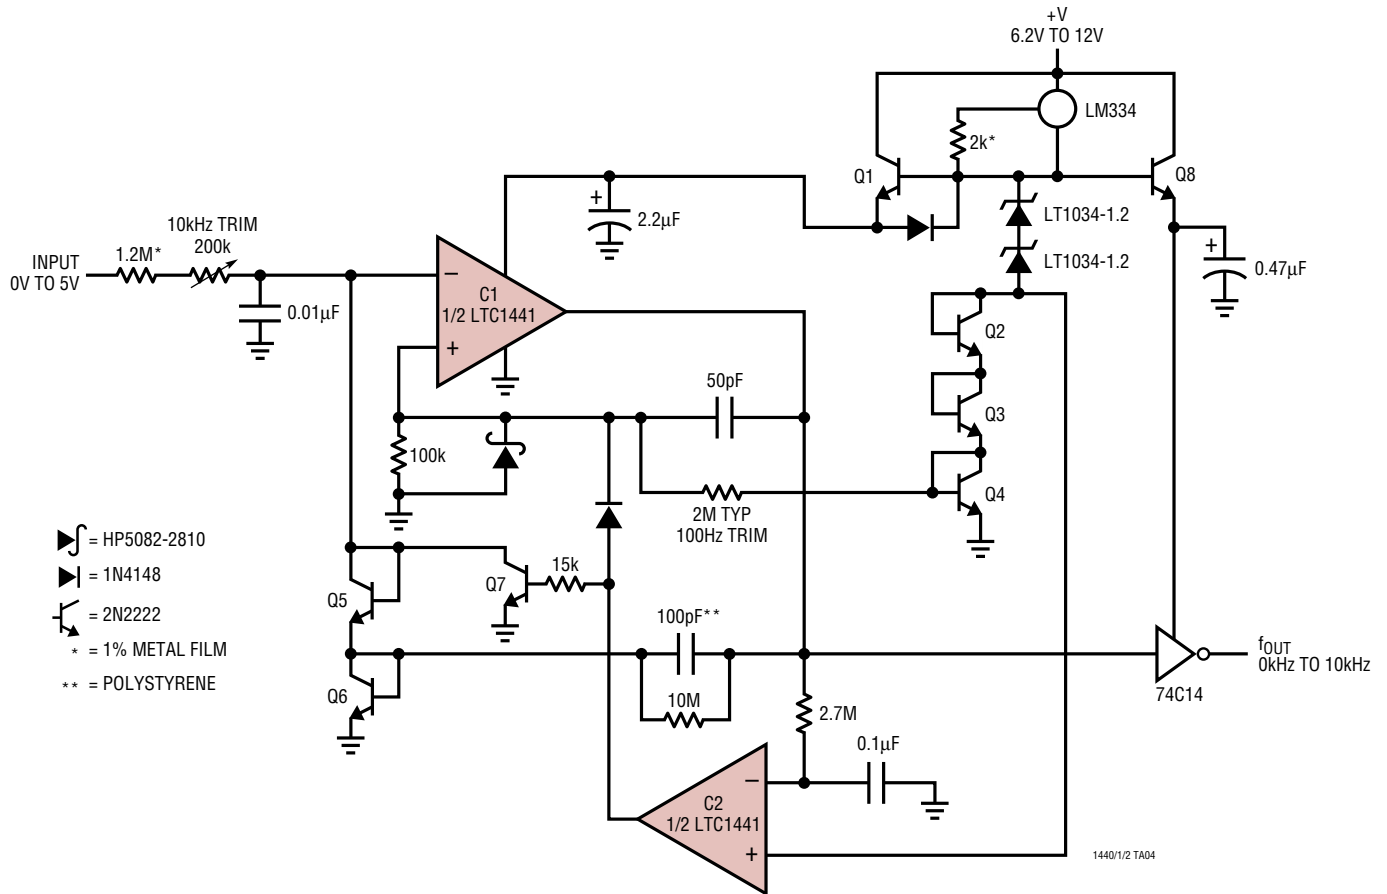 +V
6.2V TO 12V
LM334
2k*
Q1
Q8
LT1034-1.2
LT1034-1.2
2.2µF
+
+
0.47µF
10kHz TRIM
200k
1.2M*
INPUT
0V TO 5V
0.01µF
−
C1
1/2 LTC1441
+
Q2
Q3
Q4
50pF
100k
2M TYP
100Hz TRIM
= HP5082-2810
= 1N4148
= 2N2222
* = 1% METAL FILM
** = POLYSTYRENE
Q5
Q7
15k
Q6
100pF**
10M
fOUT
0kHz TO 10kHz
74C14
2.7M
0.1µF
−
C2
1/2 LTC1441
+
1440/1/2 TA04